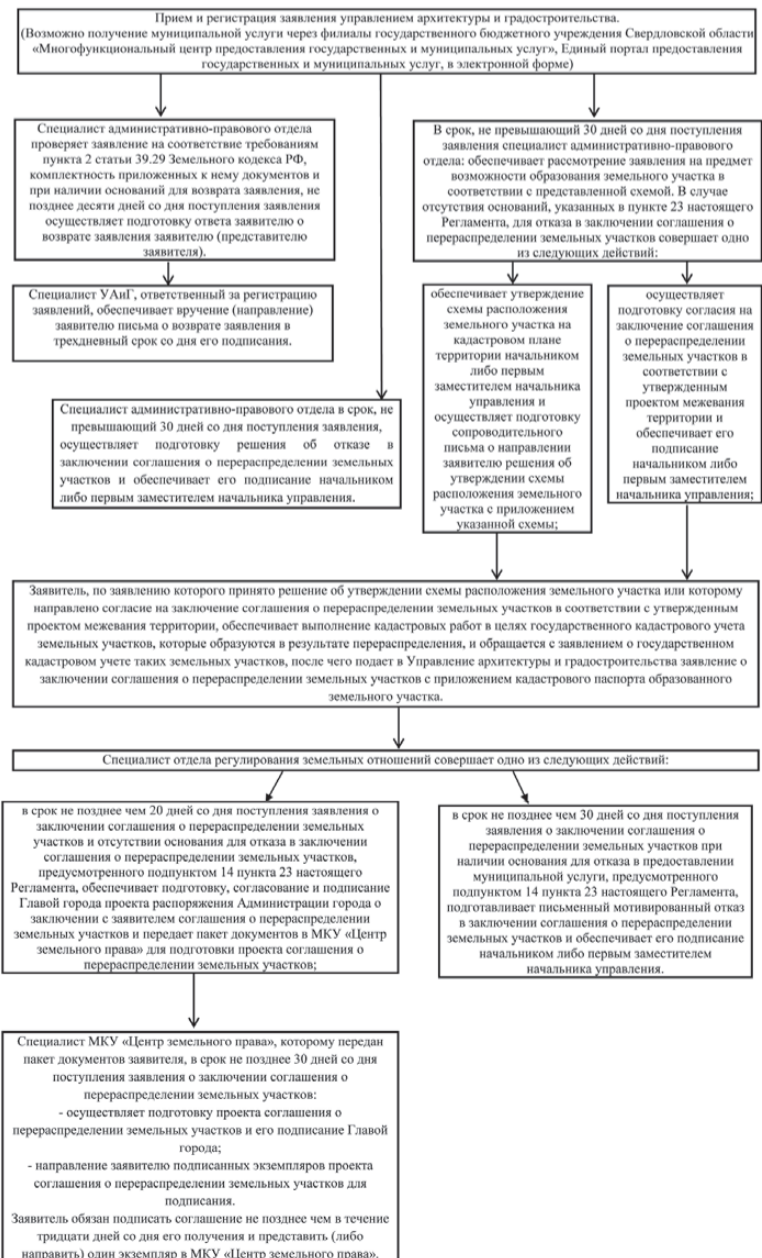 Прием и регистрация заявления управлением архитектуры и градостроительства.
(Возможно получение муниципальной услуги через филиалы государственного бюджетного учреждения Свердловской области
«Многофункциональный центр предоставления государственных и муниципальных услуг», Единый портал предоставления
государственных и муниципальных услуг, в электронной форме)
Специалист административно-правового отдела
проверяет заявление на соответствие требованиям
пункта 2 статьи 39.29 Земельного кодекса РФ,
комплектность приложенных к нему документов и
при наличии оснований для возврата заявления, не
позднее десяти дней со дня поступления заявления
осуществляет подготовку ответа заявителю о
возврате заявления заявителю (представителю
заявителя).
Специалист УАиГ, ответственный за регистрацию
заявлений, обеспечивает вручение (направление)
заявителю письма о возврате заявления в
трехдневный срок со дня его подписания.
Специалист административно-правового отдела в срок, не
превышающий 30 дней со дня поступления заявления,
осуществляет подготовку решения об отказе в
заключении соглашения о перераспределении земельных
участков и обеспечивает его подписание начальником
либо первым заместителем начальника управления.
В срок, не превышающий 30 дней со дня поступления
заявления специалист административно-правового
отдела: обеспечивает рассмотрение заявления на предмет
возможности образования земельного участка в
соответствии с представленной схемой. В случае
отсутствия оснований, указанных в пункте 23 настоящего
Регламента, для отказа в заключении соглашения о
перераспределении земельных участков совершает одно
из следующих действий:
обеспечивает утверждение
схемы расположения
земельного участка на
кадастровом плане
территории начальником
либо первым
заместителем начальника
управления и
осуществляет подготовку
сопроводительного
письма о направлении
заявителю решения об
утверждении схемы
расположения земельного
участка с приложением
указанной схемы;
осуществляет
подготовку согласия на
заключение соглашения
о перераспределении
земельных участков в
соответствии с
утвержденным
проектом межевания
территории и
обеспечивает его
подписание
начальником либо
первым заместителем
начальника управления;
Заявитель, по заявлению которого принято решение об утверждении схемы расположения земельного участка или которому
направлено согласие на заключение соглашения о перераспределении земельных участков в соответствии с утвержденным
проектом межевания территории, обеспечивает выполнение кадастровых работ в целях государственного кадастрового учета
земельных участков, которые образуются в результате перераспределения, и обращается с заявлением о государственном
кадастровом учете таких земельных участков, после чего подает в Управление архитектуры и градостроительства заявление о
заключении соглашения о перераспределении земельных участков с приложением кадастрового паспорта образованного
земельного участка.
Специалист отдела регулирования земельных отношений совершает одно из следующих действий:
в срок не позднее чем 20 дней со дня поступления заявления о
заключении соглашения о перераспределении земельных
участков и отсутствии основания для отказа в заключении
соглашения о перераспределении земельных участков,
предусмотренного подпунктом 14 пункта 23 настоящего
Регламента, обеспечивает подготовку, согласование и подписание
Главой города проекта распоряжения Администрации города о
заключении с заявителем соглашения о перераспределении
земельных участков и передает пакет документов в МКУ «Центр
земельного права» для подготовки проекта соглашения о
перераспределении земельных участков;
в срок не позднее чем 30 дней со дня поступления
заявления о заключении соглашения о
перераспределении земельных участков при
наличии основания для отказа в предоставлении
муниципальной услуги, предусмотренного
подпунктом 14 пункта 23 настоящего Регламента,
подготавливает письменный мотивированный отказ
в заключении соглашения о перераспределении
земельных участков и обеспечивает его подписание
начальником либо первым заместителем
начальника управления.
Специалист МКУ «Центр земельного права», которому передан
пакет документов заявителя, в срок не позднее 30 дней со дня
поступления заявления о заключении соглашения о
перераспределении земельных участков:
- осуществляет подготовку проекта соглашения о
перераспределении земельных участков и его подписание Главой
города;
- направление заявителю подписанных экземпляров проекта
соглашения о перераспределении земельных участков для
подписания.
Заявитель обязан подписать соглашение не позднее чем в течение
тридцати дней со дня его получения и представить (либо
направить) один экземпляр в МКУ «Центр земельного права».